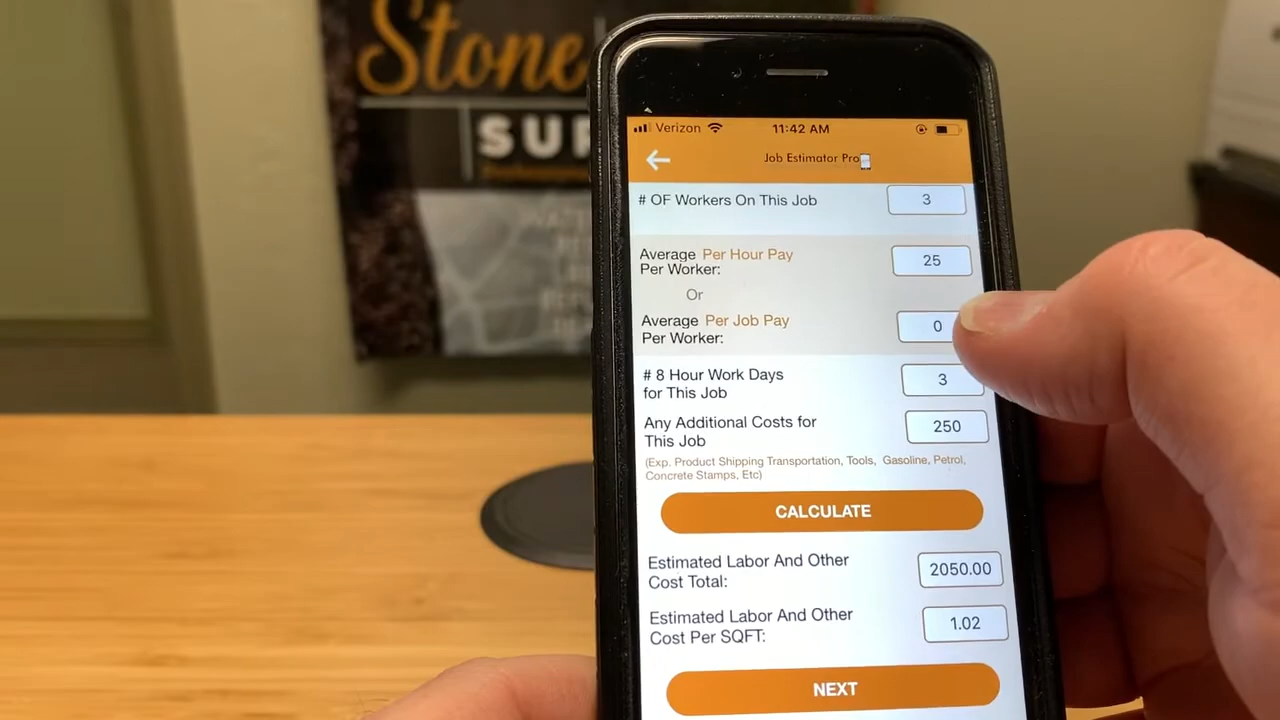 Stone
SUP
Verizon 11:42 AM
Job Estimator Pro
# OF Workers On This Job 3
Average Per Hour Pay
Per Worker: 25
Or
Average Per Job Pay
Per Worker: 0
# 8 Hour Work Days
for This Job 3
Any Additional Costs for
This Job 250
(Exp. Product Shipping Transportation, Tools, Gasoline, Petrol,
Concrete Stamps, Etc)
CALCULATE
Estimated Labor And Other
Cost Total: 2050.00
Estimated Labor And Other
Cost Per SQFT: 1.02
NEXT